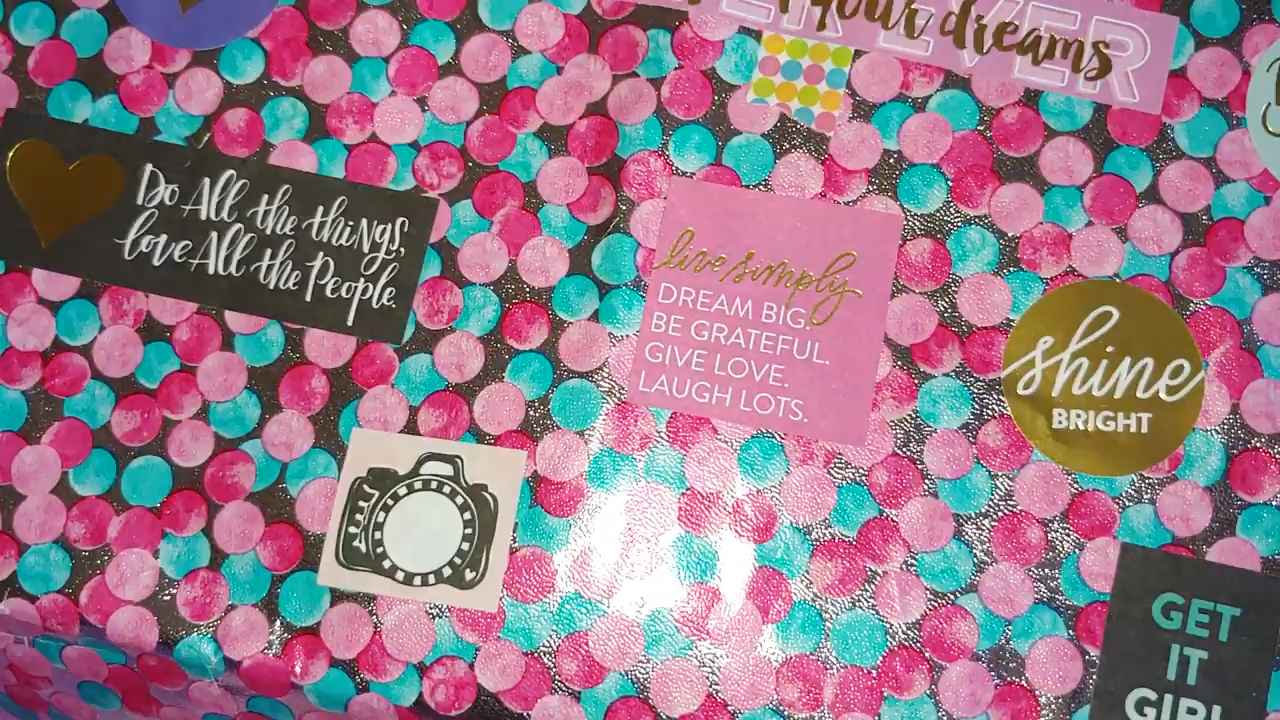 your dreams
EVER
Do All the things,
love All the People.
live simply
DREAM BIG.
BE GRATEFUL.
GIVE LOVE.
LAUGH LOTS.
shine
BRIGHT
GET
IT
GIRL